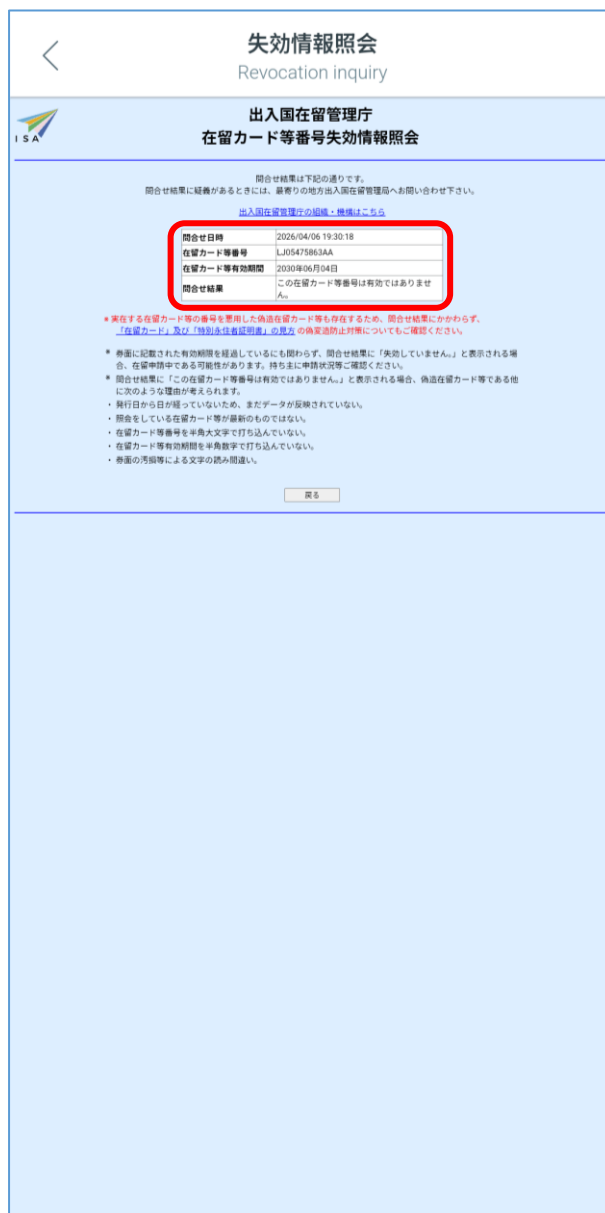 失効情報照会
Revocation inquiry
ISA
出入国在留管理庁
在留カード等番号失効情報照会
問合せ結果は下記の通りです。
問合せ結果に疑義があるときには、最寄りの地方出入国在留管理局へお問い合わせ下さい。
出入国在留管理庁の組織・機構はこちら
問合せ日時 2026/04/06 19:30:18
在留カード等番号 LJ05475863AA
在留カード等有効期間 2030年06月04日
問合せ結果 この在留カード等番号は有効ではありませ
ん。
* 実在する在留カード等の番号を悪用した偽造在留カード等も存在するため、問合せ結果にかかわらず、
「在留カード」及び「特別永住者証明書」の見方 の偽変造防止対策についてもご確認ください。
* 券面に記載された有効期限を経過しているにも関わらず、問合せ結果に「失効していません。」と表示される場
合、在留申請中である可能性があります。持ち主に申請状況等ご確認ください。
* 問合せ結果に「この在留カード等番号は有効ではありません。」と表示される場合、偽造在留カード等である他
に次のような理由が考えられます。
・ 発行日から日が経っていないため、まだデータが反映されていない。
・ 照会をしている在留カード等が最新のものではない。
・ 在留カード等番号を半角大文字で打ち込んでいない。
・ 在留カード等有効期間を半角数字で打ち込んでいない。
・ 券面の汚損等による文字の読み間違い。
戻る